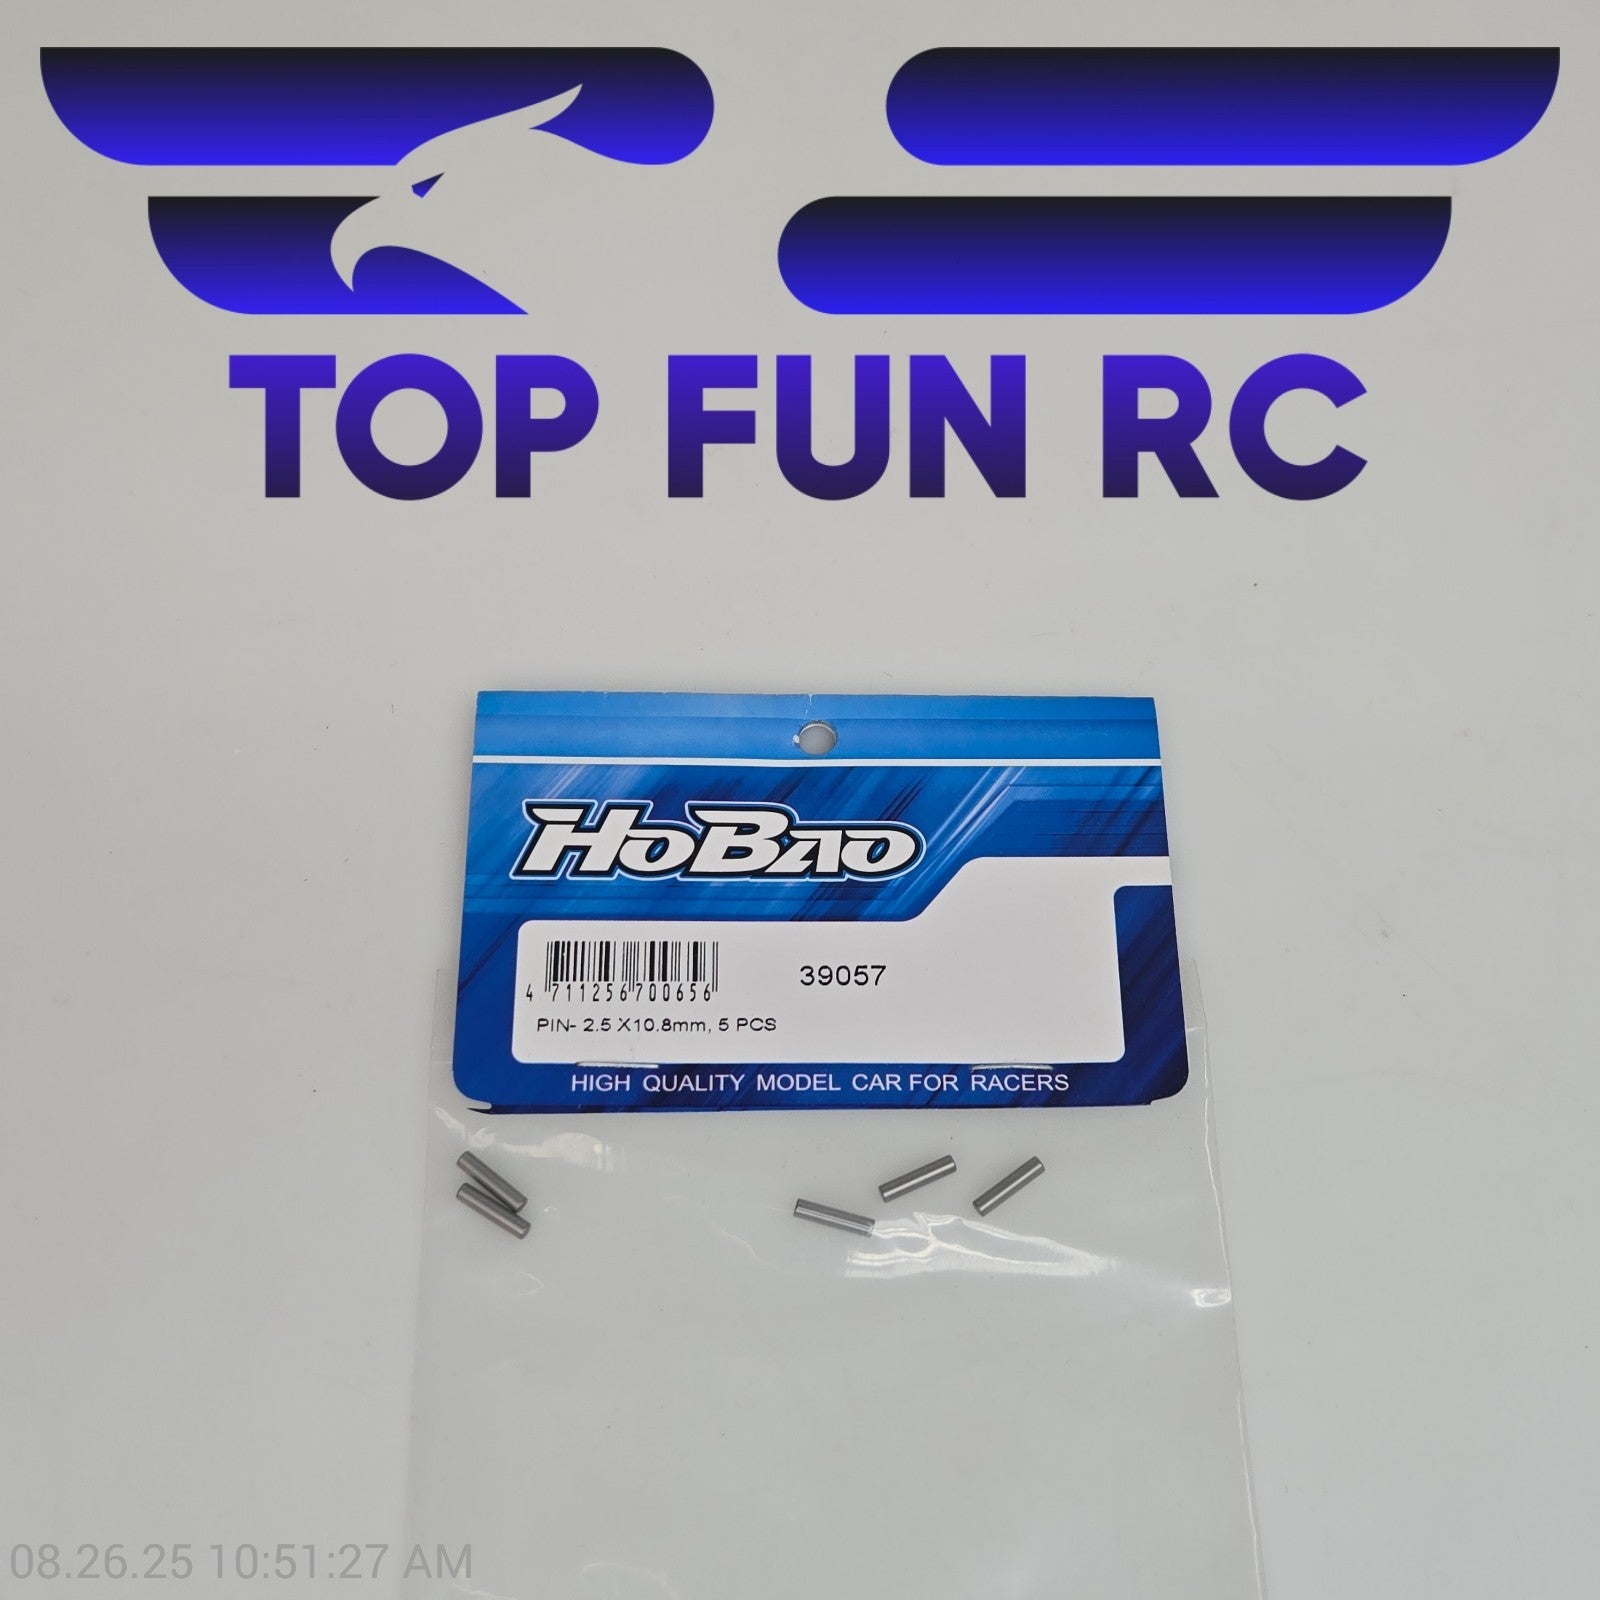 TOP FUN RC
HoBao
39057
4 711256 700656
PIN- 2.5 X10.8mm, 5 PCS
HIGH QUALITY MODEL CAR FOR RACERS
08.26.25 10:51:27 AM